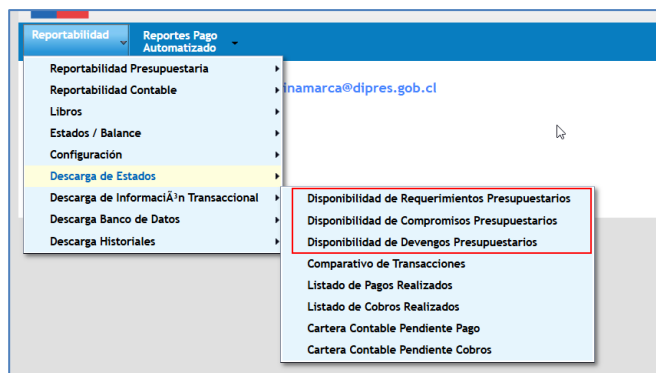 Reportabilidad
Reportes Pago
Automatizado
inamarca@dipres.gob.cl
Reportabilidad Presupuestaria
Reportabilidad Contable
Libros
Estados / Balance
Configuración
Descarga de Estados
Descarga de InformaciÃ³n Transaccional
Descarga Banco de Datos
Descarga Historiales
Disponibilidad de Requerimientos Presupuestarios
Disponibilidad de Compromisos Presupuestarios
Disponibilidad de Devengos Presupuestarios
Comparativo de Transacciones
Listado de Pagos Realizados
Listado de Cobros Realizados
Cartera Contable Pendiente Pago
Cartera Contable Pendiente Cobros